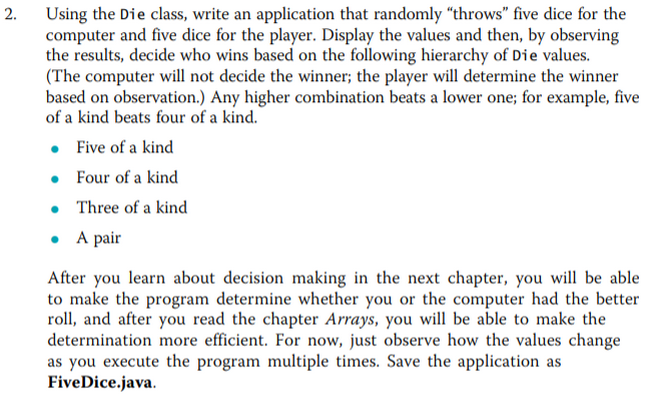 2. Using the Die class, write an application that randomly “throws” five dice for the
computer and five dice for the player. Display the values and then, by observing
the results, decide who wins based on the following hierarchy of Die values.
(The computer will not decide the winner; the player will determine the winner
based on observation.) Any higher combination beats a lower one; for example, five
of a kind beats four of a kind.
• Five of a kind
• Four of a kind
• Three of a kind
• A pair
After you learn about decision making in the next chapter, you will be able
to make the program determine whether you or the computer had the better
roll, and after you read the chapter Arrays, you will be able to make the
determination more efficient. For now, just observe how the values change
as you execute the program multiple times. Save the application as
FiveDice.java.